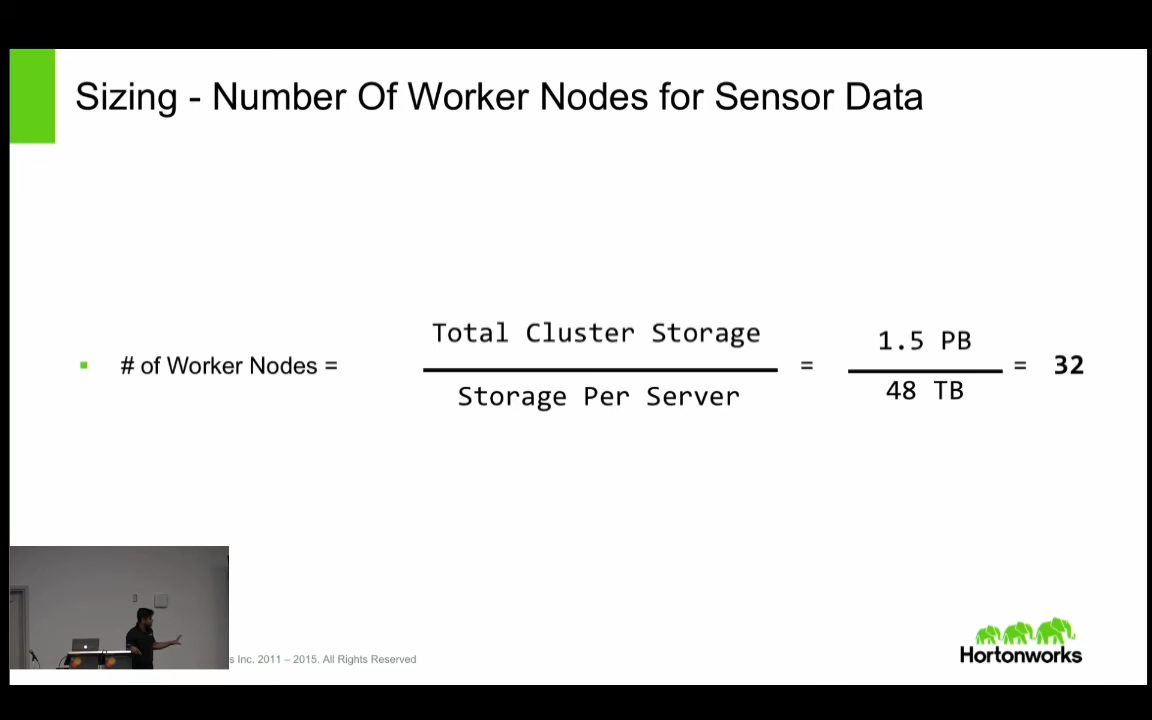 Sizing - Number Of Worker Nodes for Sensor Data
▪ # of Worker Nodes = Total Cluster Storage / Storage Per Server = 1.5 PB / 48 TB = 32
s Inc. 2011 – 2015. All Rights Reserved
Hortonworks